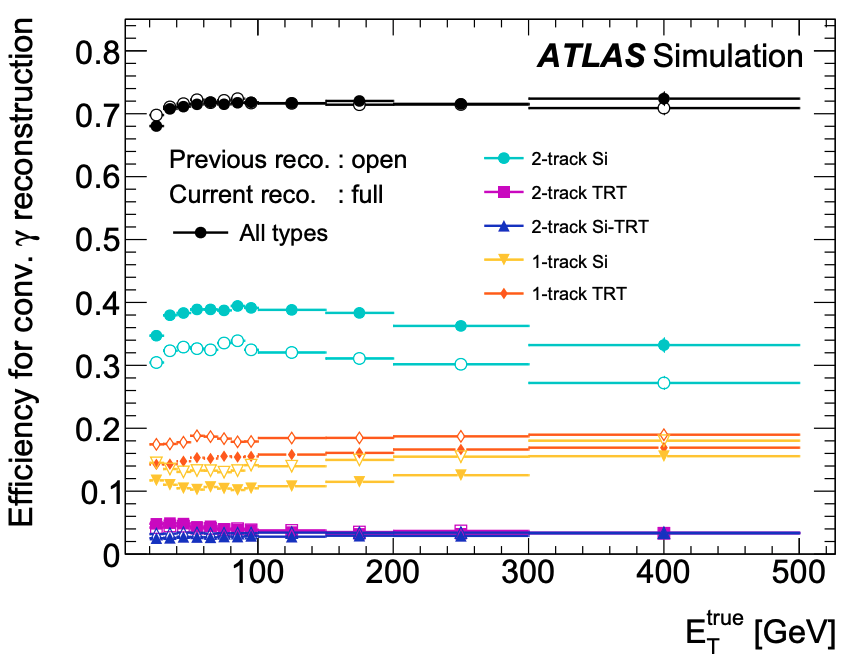 Efficiency for conv. γ reconstruction
0.8
0.7
0.6
0.5
0.4
0.3
0.2
0.1
0
ATLAS Simulation
Previous reco. : open
Current reco. : full
All types
2-track Si
2-track TRT
2-track Si-TRT
1-track Si
1-track TRT
100 200 300 400 500
E_T^true [GeV]